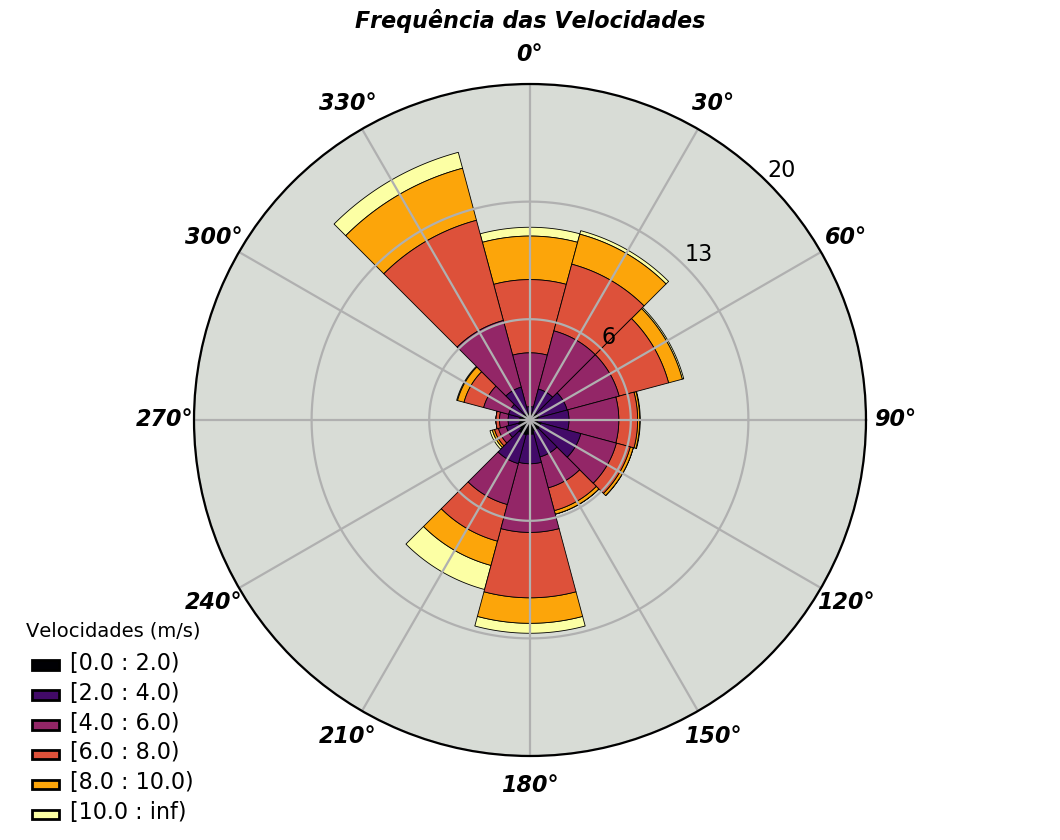 Frequência das Velocidades
0°
330°
30°
20
300°
60°
13
6
270°
90°
240°
120°
210°
150°
180°
Velocidades (m/s)
[0.0 : 2.0)
[2.0 : 4.0)
[4.0 : 6.0)
[6.0 : 8.0)
[8.0 : 10.0)
[10.0 : inf)